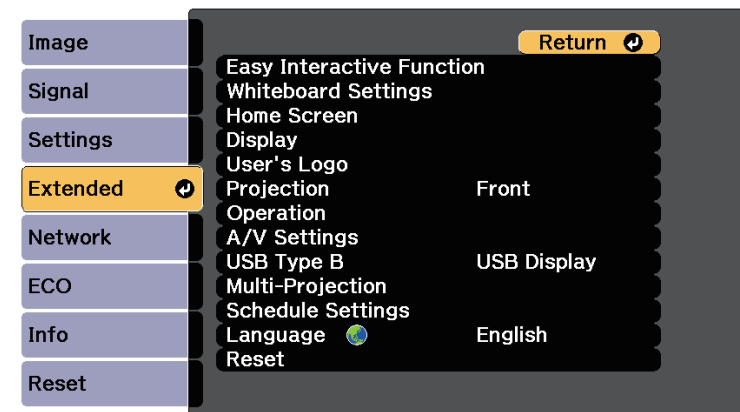 Image
Signal
Settings
Extended
Network
ECO
Info
Reset
Return
Easy Interactive Function
Whiteboard Settings
Home Screen
Display
User's Logo
Projection Front
Operation
A/V Settings
USB Type B USB Display
Multi-Projection
Schedule Settings
Language English
Reset